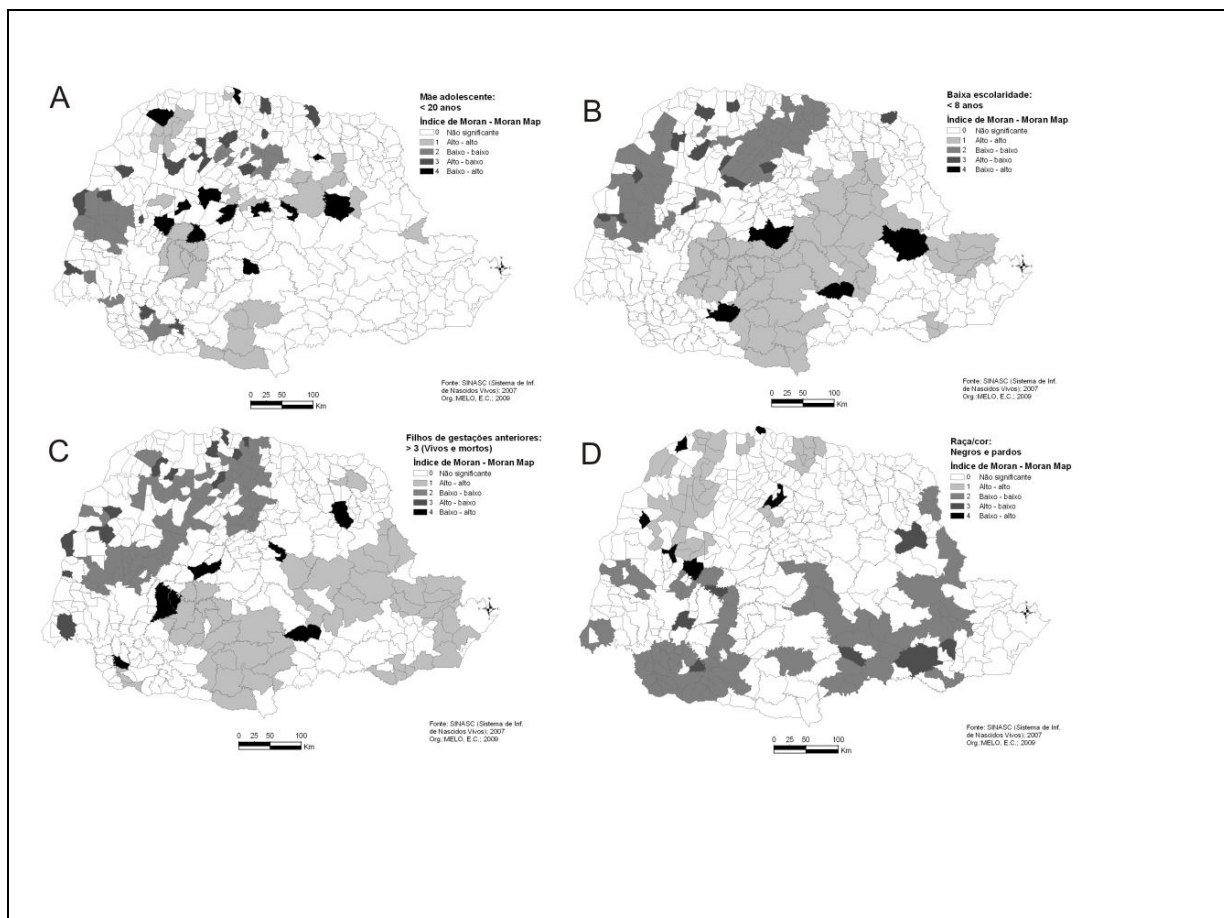 A
Mãe adolescente:
< 20 anos
Índice de Moran - Moran Map
0 Não significante
1 Alto - alto
2 Baixo - baixo
3 Alto - baixo
4 Baixo - alto
0 25 50 100
Km
Fonte: SINASC (Sistema de Inf.
de Nascidos Vivos); 2007
Org.:MELO, E.C.; 2009
B
Baixa escolaridade:
< 8 anos
Índice de Moran - Moran Map
0 Não significante
1 Alto - alto
2 Baixo - baixo
3 Alto - baixo
4 Baixo - alto
0 25 50 100
Km
Fonte: SINASC (Sistema de Inf.
de Nascidos Vivos); 2007
Org.:MELO, E.C.; 2009
C
Filhos de gestações anteriores:
> 3 (Vivos e mortos)
Índice de Moran - Moran Map
0 Não significante
1 Alto - alto
2 Baixo - baixo
3 Alto - baixo
4 Baixo - alto
0 25 50 100
Km
Fonte: SINASC (Sistema de Inf.
de Nascidos Vivos); 2007
Org.:MELO, E.C.; 2009
D
Raça/cor:
Negros e pardos
Índice de Moran - Moran Map
0 Não significante
1 Alto - alto
2 Baixo - baixo
3 Alto - baixo
4 Baixo - alto
0 25 50 100
Km
Fonte: SINASC (Sistema de Inf.
de Nascidos Vivos); 2007
Org.:MELO, E.C.; 2009